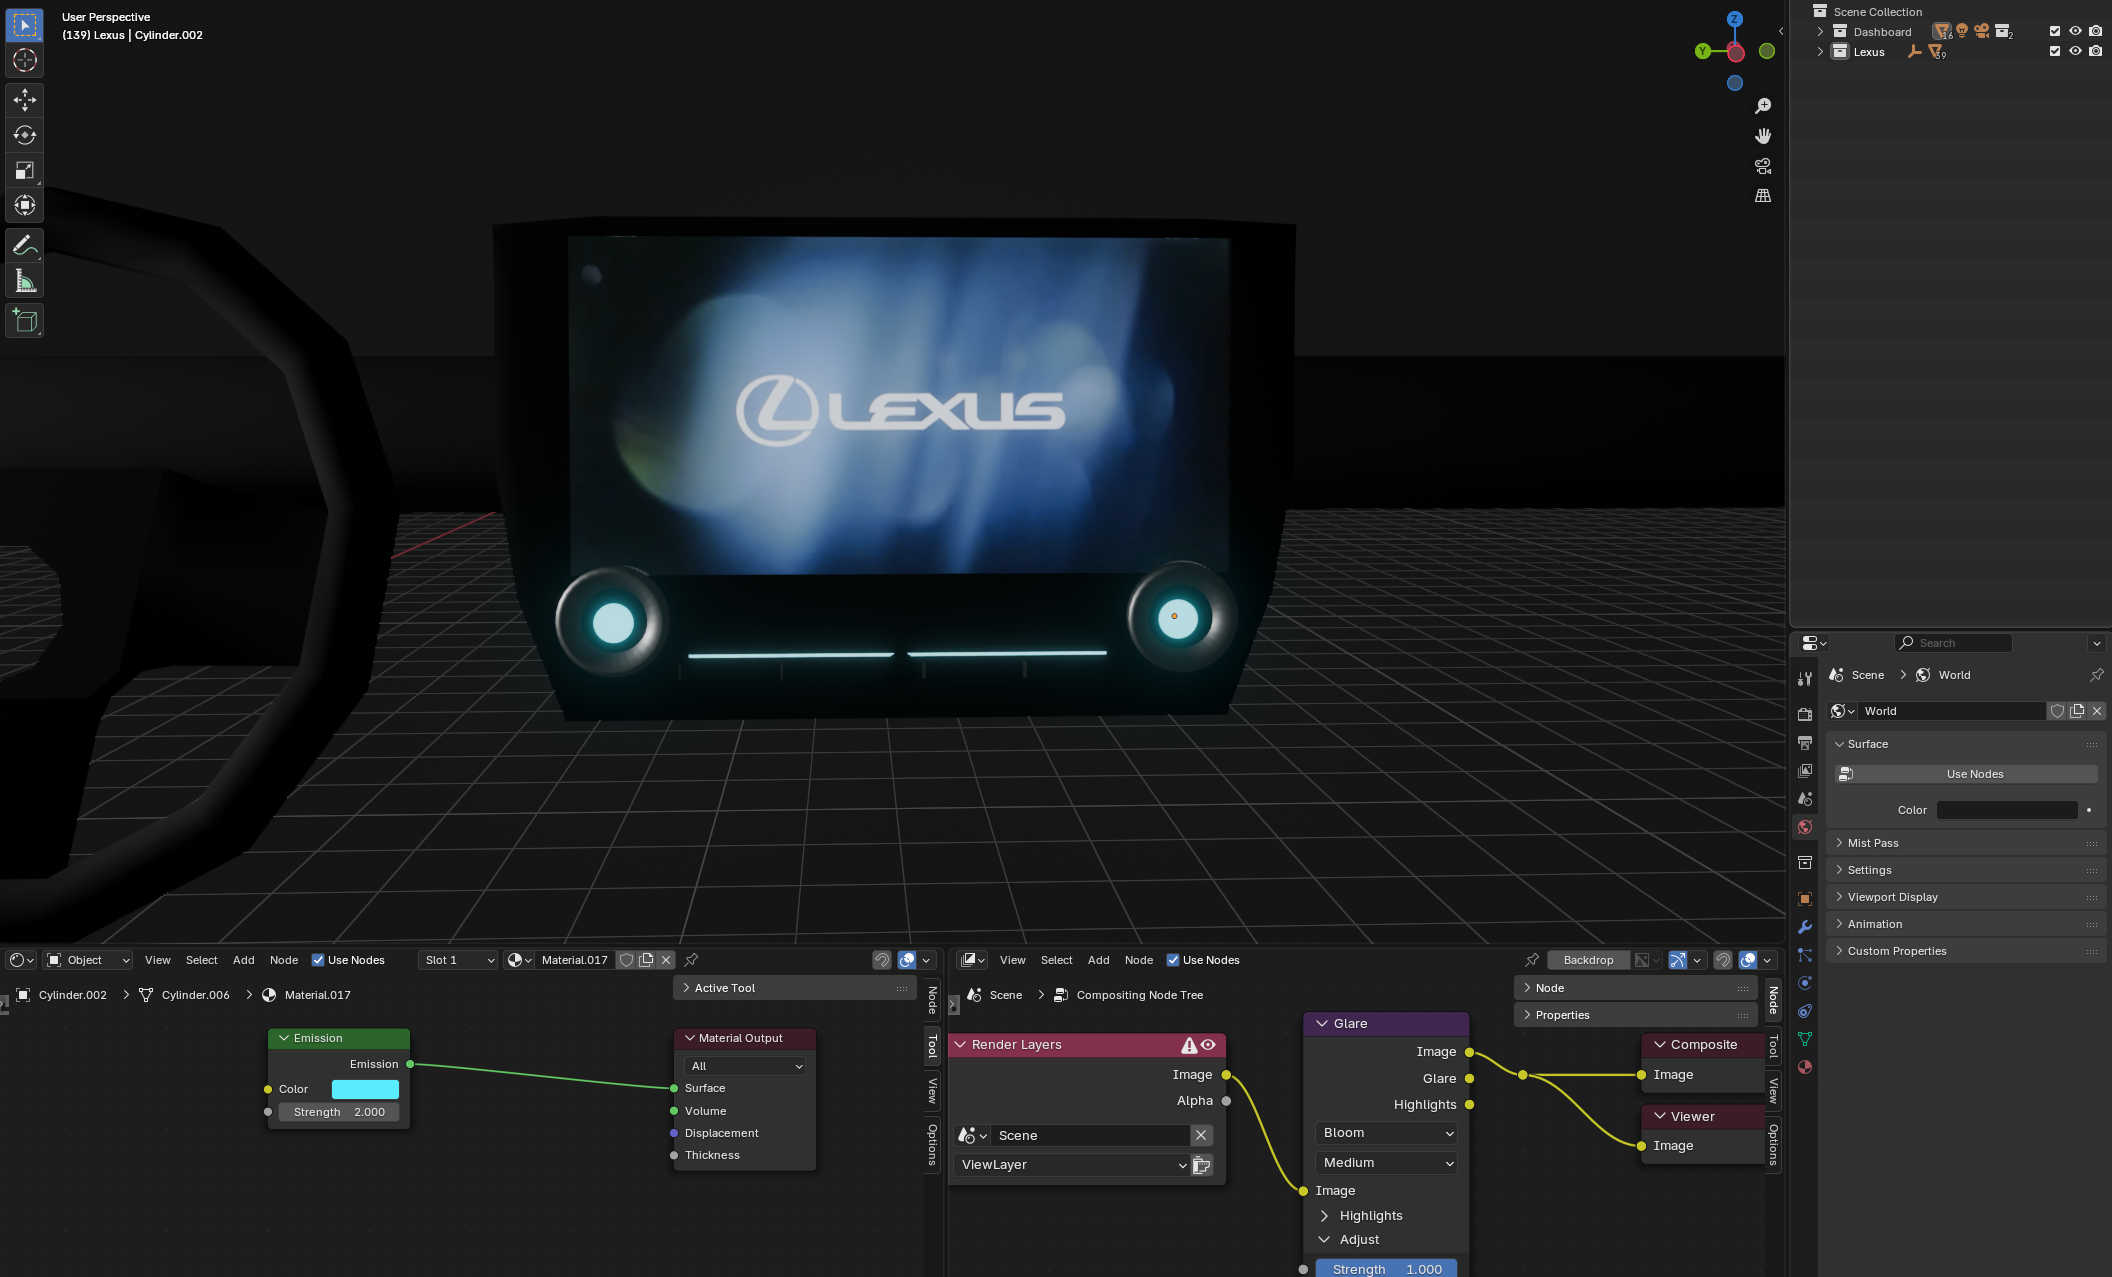 User Perspective
(139) Lexus | Cylinder.002
Z
Y
LEXUS
Scene Collection
Dashboard
16
2
Lexus
39
Search
Scene
World
World
Surface
Use Nodes
Color
Mist Pass
Settings
Viewport Display
Animation
Custom Properties
Object
View
Select
Add
Node
Use Nodes
Slot 1
Material.017
Cylinder.002
Cylinder.006
Material.017
Active Tool
Node
Tool
View
Options
Emission
Emission
Color
Strength 2.000
Material Output
All
Surface
Volume
Displacement
Thickness
View
Select
Add
Node
Use Nodes
Backdrop
Scene
Compositing Node Tree
Node
Properties
Node
Tool
View
Options
Render Layers
Image
Alpha
Scene
ViewLayer
Glare
Image
Glare
Highlights
Bloom
Medium
Image
Highlights
Adjust
Strength 1.000
Composite
Image
Viewer
Image